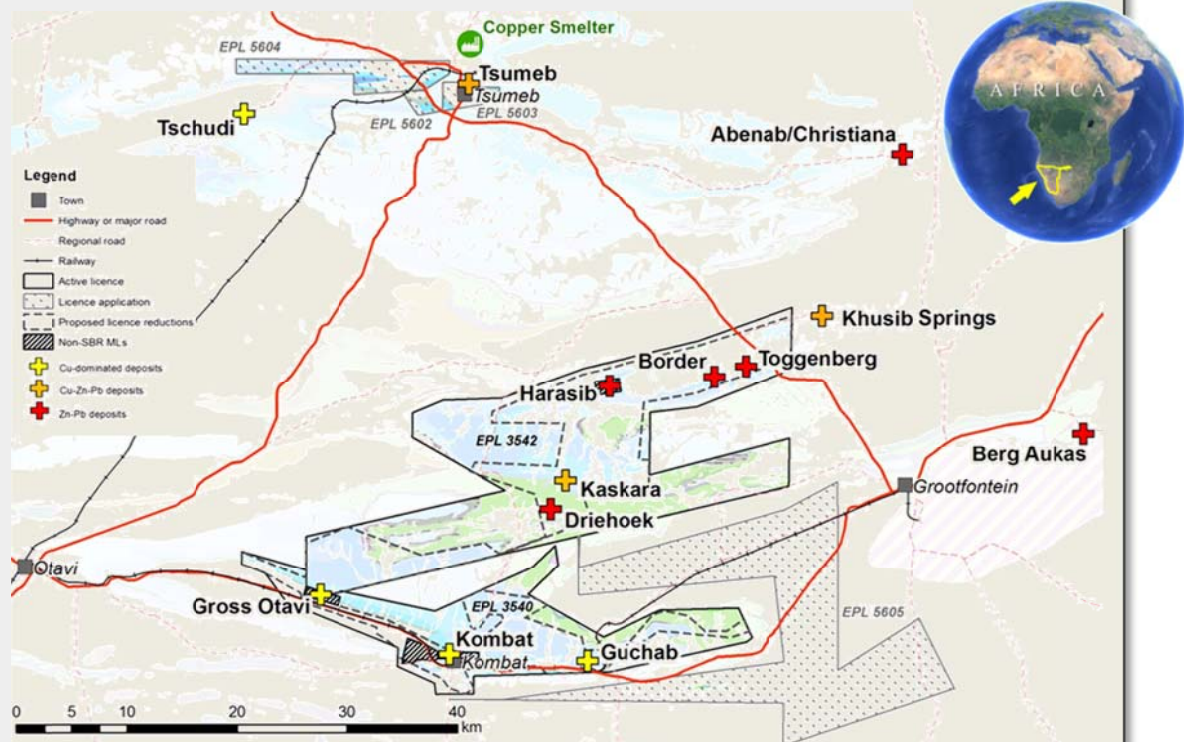 Copper Smelter
EPL 5604
Tsumeb
Tsumeb
EPL 5603
EPL 5602
Tschudi
Abenab/Christiana
AFRICA
Legend
Town
Highway or major road
Regional road
Railway
Active licence
Licence application
Proposed licence reductions
Non-SBR MLs
Cu-dominated deposits
Cu-Zn-Pb deposits
Zn-Pb deposits
Khusib Springs
Border
Toggenberg
Harasib
EPL 3542
Berg Aukas
Kaskara
Grootfontein
Driehoek
Otavi
Gross Otavi
EPL 3540
EPL 5605
Kombat
Kombat
Guchab
0 5 10 20 30 40
km